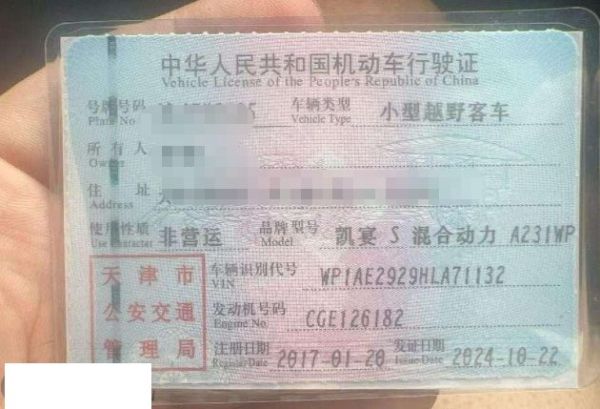 中华人民共和国机动车行驶证
Vehicle License of the People's Republic of China
号牌号码 车辆类型 小型越野客车
Plate No Vehicle Type
所有人
Owner
住址
Address
使用性质 非营运 品牌型号 凯宴 S 混合动力 A231WP
Use Character Model
天津市 车辆识别代号 WP1AE2929HLA71132
VIN
公安交通 发动机号码 CGE126182
Engine No
管理局 注册日期 2017-01-20 发证日期 2024-10-22
Register Date Issue Date